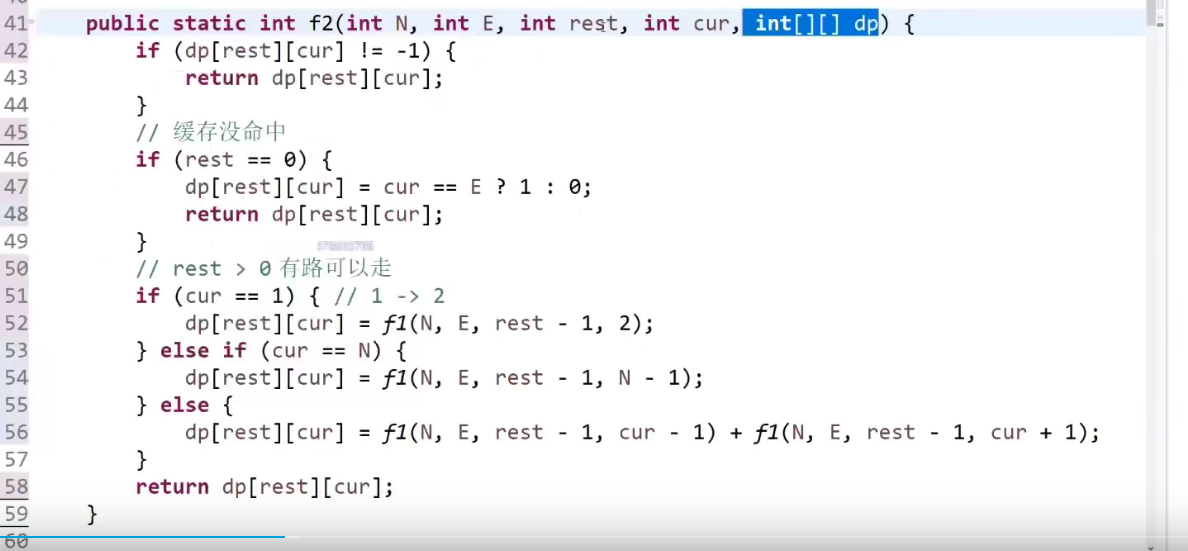 41 public static int f2(int N, int E, int rest, int cur, int[][] dp) {
42 if (dp[rest][cur] != -1) {
43 return dp[rest][cur];
44 }
45 // 缓存没命中
46 if (rest == 0) {
47 dp[rest][cur] = cur == E ? 1 : 0;
48 return dp[rest][cur];
49 }
50 // rest > 0 有路可以走
51 if (cur == 1) { // 1 -> 2
52 dp[rest][cur] = f1(N, E, rest - 1, 2);
53 } else if (cur == N) {
54 dp[rest][cur] = f1(N, E, rest - 1, N - 1);
55 } else {
56 dp[rest][cur] = f1(N, E, rest - 1, cur - 1) + f1(N, E, rest - 1, cur + 1);
57 }
58 return dp[rest][cur];
59 }
60